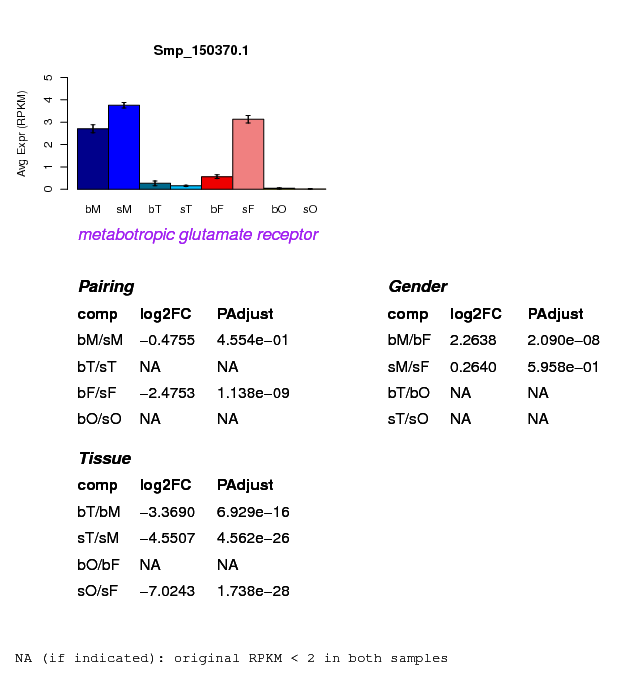 Smp_150370.1
Avg Expr (RPKM)
5
4
3
2
1
0
bM sM bT sT bF sF bO sO
metabotropic glutamate receptor
Pairing
comp log2FC PAdjust
bM/sM −0.4755 4.554e−01
bT/sT NA NA
bF/sF −2.4753 1.138e−09
bO/sO NA NA
Gender
comp log2FC PAdjust
bM/bF 2.2638 2.090e−08
sM/sF 0.2640 5.958e−01
bT/bO NA NA
sT/sO NA NA
Tissue
comp log2FC PAdjust
bT/bM −3.3690 6.929e−16
sT/sM −4.5507 4.562e−26
bO/bF NA NA
sO/sF −7.0243 1.738e−28
NA (if indicated): original RPKM < 2 in both samples